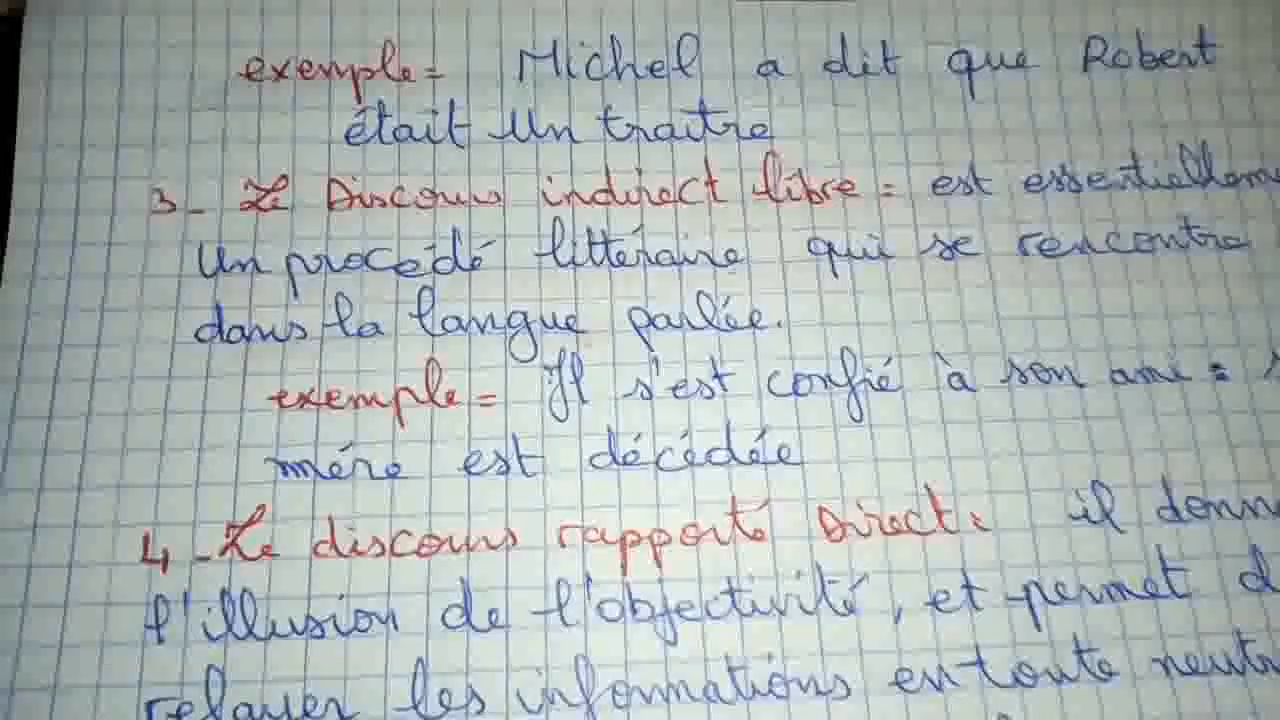 exemple = Michel a dit que Robert
était un traitre
3 - Le Discours indirect libre = est essentiellem
un procédé littéraire qui se rencontre
dans la langue parlée.
exemple = Il s'est confié à son ami =
mére est décédée
4 - Le discours rapporté Direct = il donn
l'illusion de l'objectivité, et permet d
relayer les informations en toute neutr